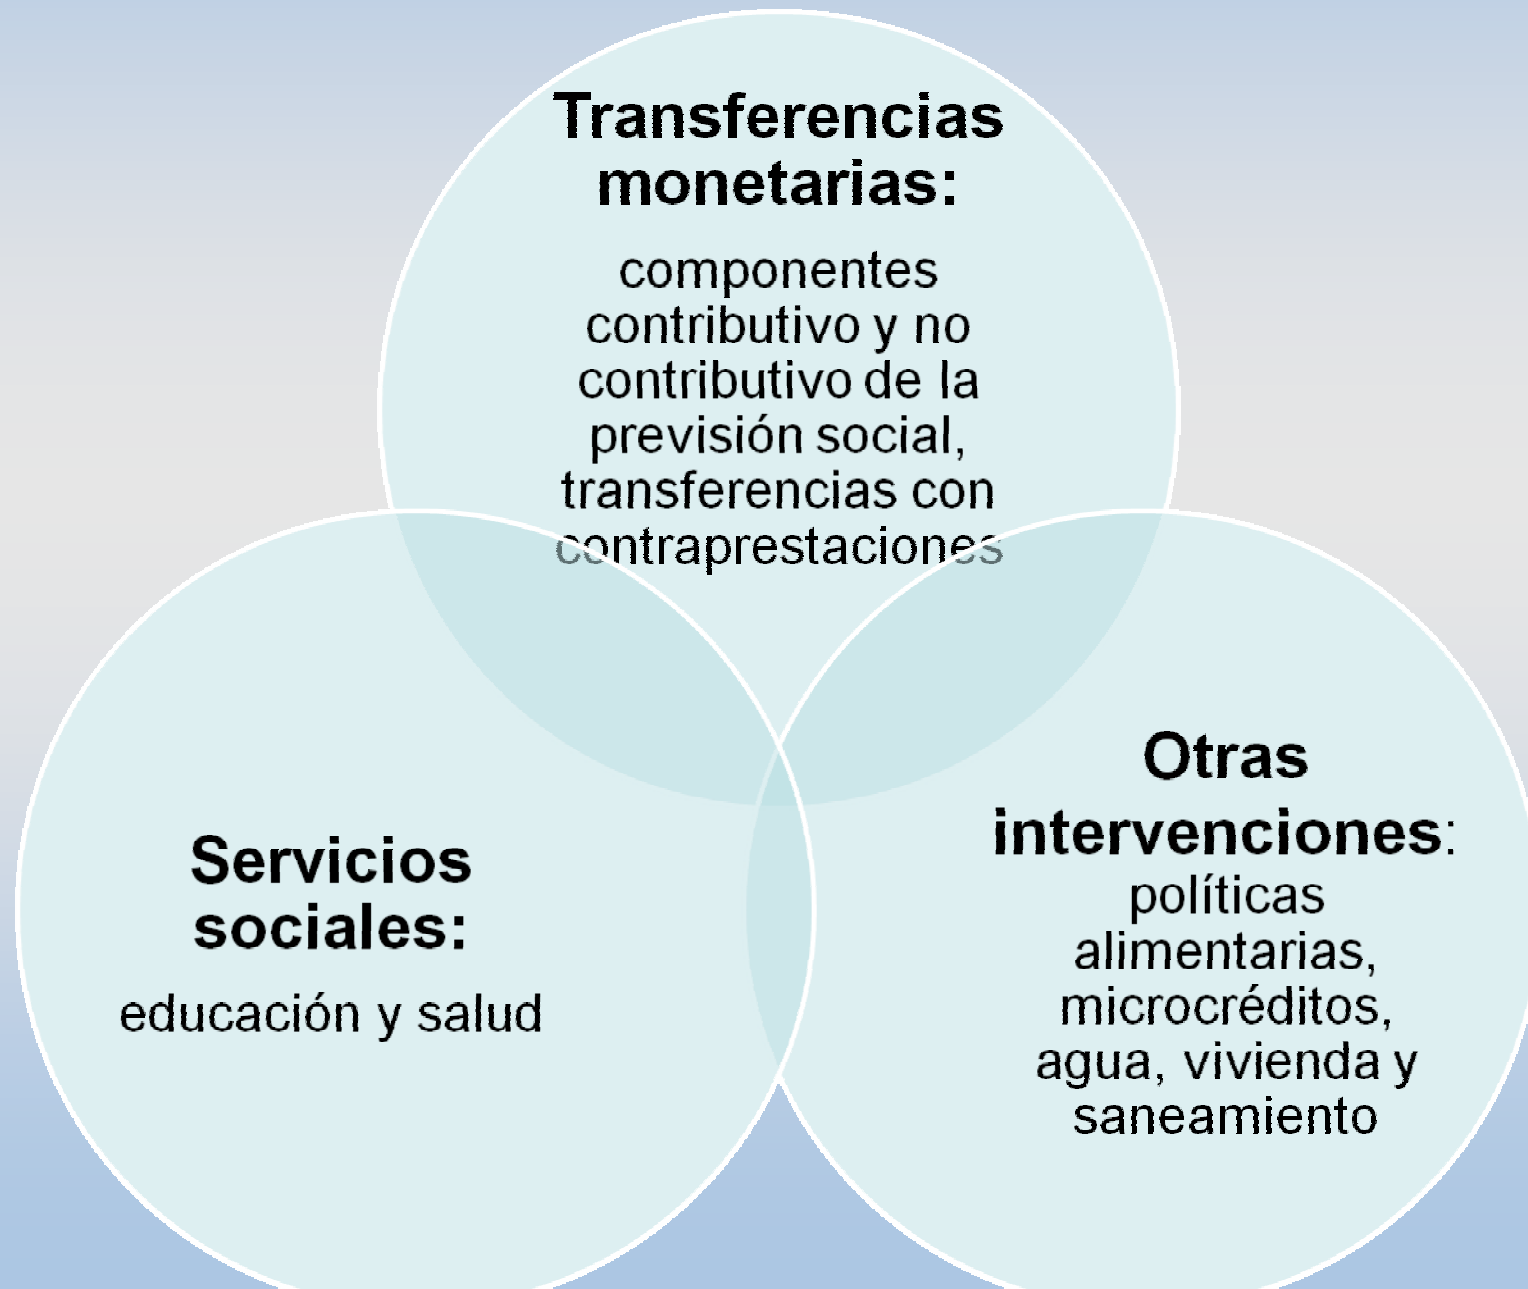 Transferencias
monetarias:
componentes
contributivo y no
contributivo de la
previsión social,
transferencias con
contraprestaciones
Servicios
sociales:
educación y salud
Otras
intervenciones:
políticas
alimentarias,
microcréditos,
agua, vivienda y
saneamiento